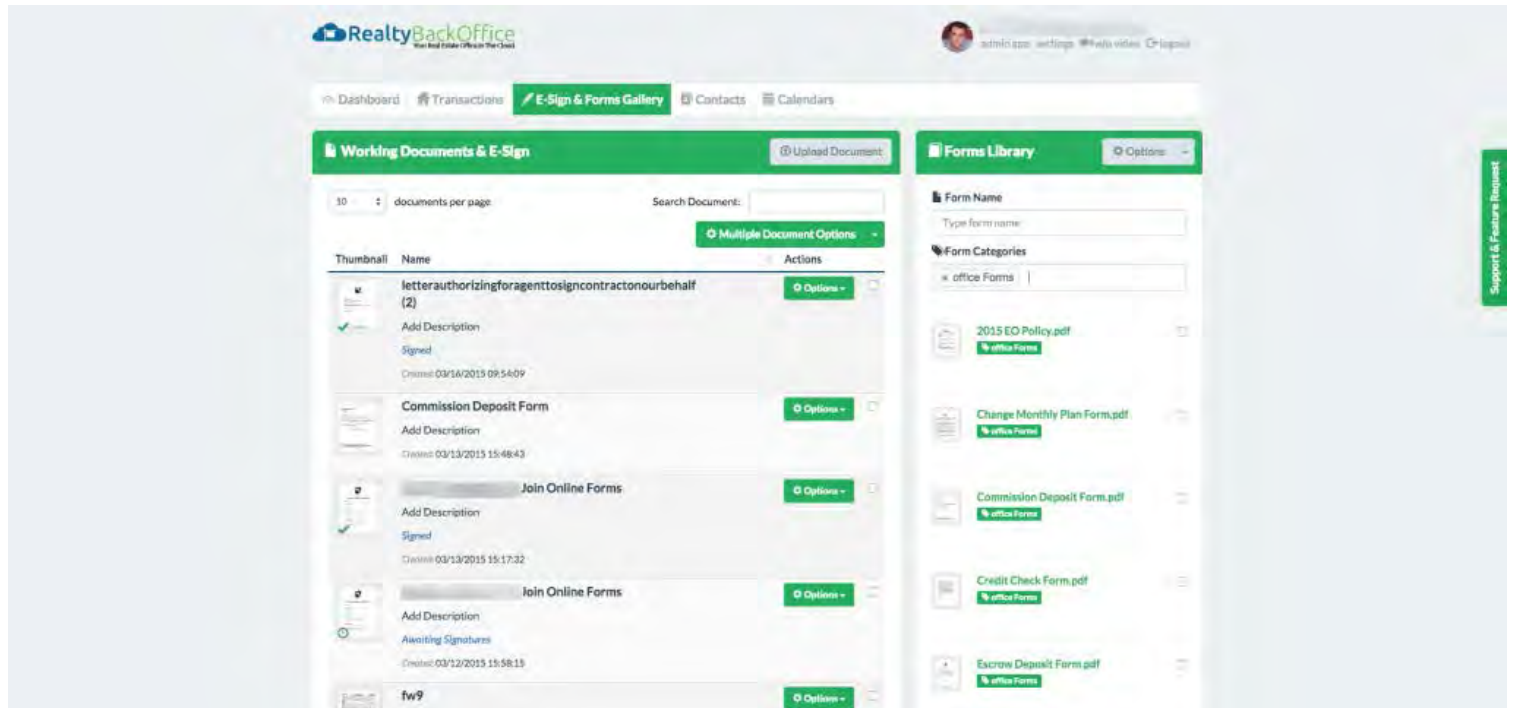 RealtyBackOffice
Your Real Estate Office in The Cloud
admin app settings video logout
Dashboard Transactions E-Sign & Forms Gallery Contacts Calendars
Working Documents & E-Sign
Upload Document
10 documents per page
Search Document:
Multiple Document Options
Thumbnail Name Actions
letterauthorizingforagenttosigncontractonourbehalf
(2)
Options
Add Description
Signed
Created 03/16/2015 09:54:09
Commission Deposit Form
Options
Add Description
Created 03/13/2015 15:48:43
Join Online Forms
Options
Add Description
Signed
Created 03/13/2015 15:17:32
Join Online Forms
Options
Add Description
Awaiting Signatures
Created 03/12/2015 15:58:15
fw9
Options
Forms Library
Options
Form Name
Type form name
Form Categories
× office Forms
2015 EO Policy.pdf
office Forms
Change Monthly Plan Form.pdf
office Forms
Commission Deposit Form.pdf
office Forms
Credit Check Form.pdf
office Forms
Escrow Deposit Form.pdf
office Forms
Support & Feature Request